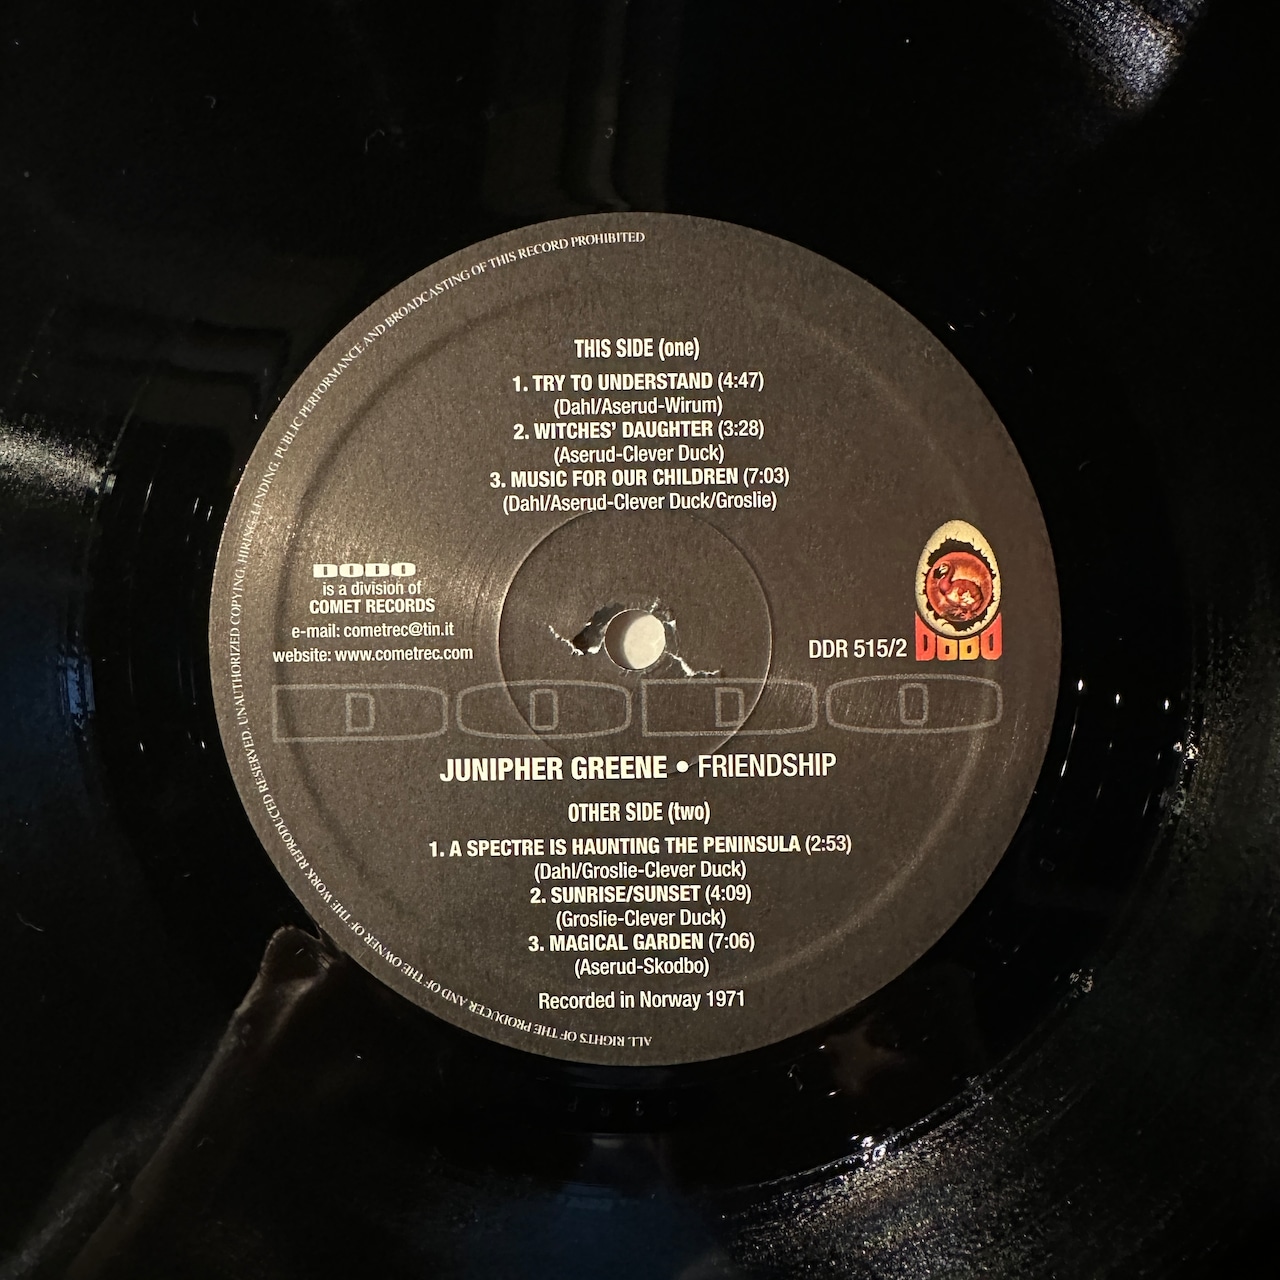 ALL RIGHTS OF THE PRODUCER AND OF THE OWNER OF THE WORK REPRODUCED RESERVED. UNAUTHORIZED COPYING, HIRING, LENDING, PUBLIC PERFORMANCE AND BROADCASTING OF THIS RECORD PROHIBITED
THIS SIDE (one)
1. TRY TO UNDERSTAND (4:47)
(Dahl/Aserud-Wirum)
2. WITCHES’ DAUGHTER (3:28)
(Aserud-Clever Duck)
3. MUSIC FOR OUR CHILDREN (7:03)
(Dahl/Aserud-Clever Duck/Groslie)
DODO
is a division of
COMET RECORDS
e-mail: cometrec@tin.it
website: www.cometrec.com
DDR 515/2
DODO
DODO
JUNIPHER GREENE • FRIENDSHIP
OTHER SIDE (two)
1. A SPECTRE IS HAUNTING THE PENINSULA (2:53)
(Dahl/Groslie-Clever Duck)
2. SUNRISE/SUNSET (4:09)
(Groslie-Clever Duck)
3. MAGICAL GARDEN (7:06)
(Aserud-Skodbo)
Recorded in Norway 1971